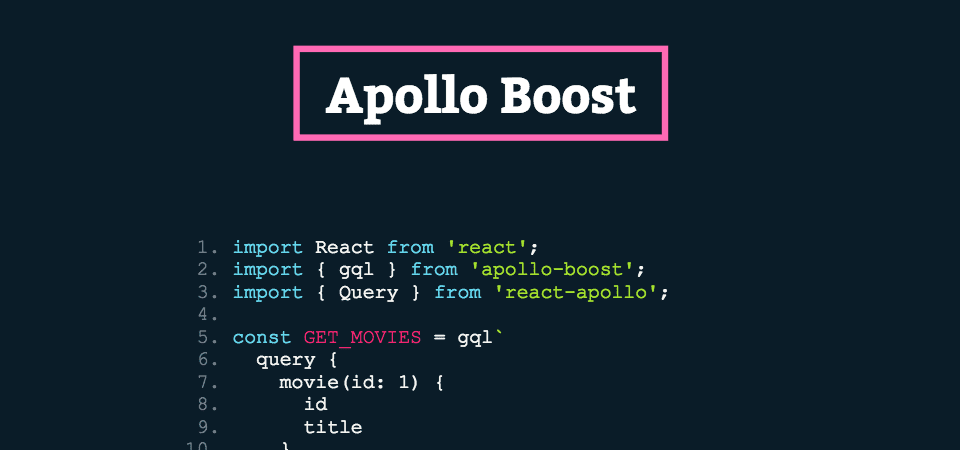 Apollo Boost
1. import React from 'react';
2. import { gql } from 'apollo-boost';
3. import { Query } from 'react-apollo';
4.
5. const GET_MOVIES = gql`
6.   query {
7.     movie(id: 1) {
8.       id
9.       title
10.     }